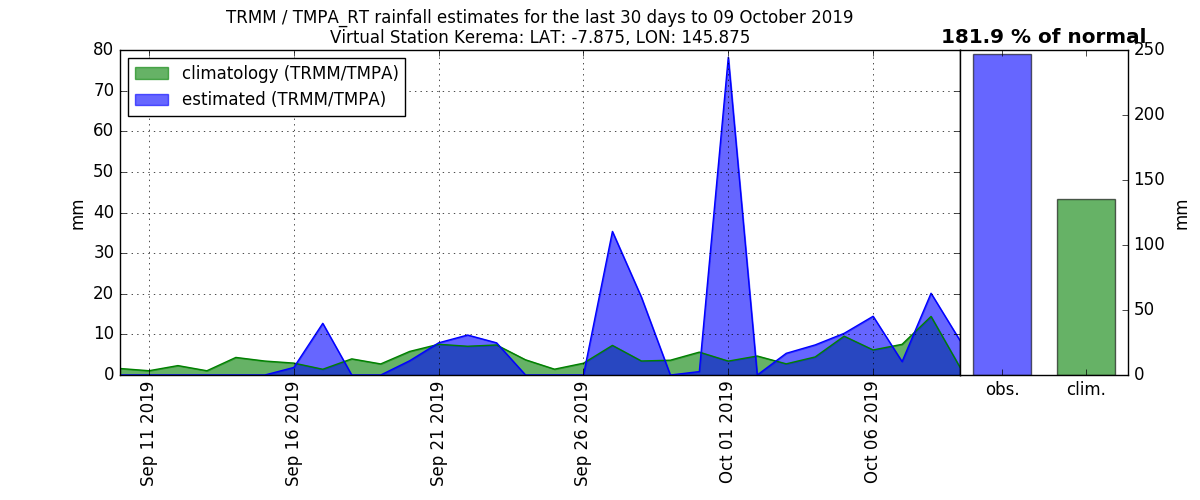 TRMM / TMPA_RT rainfall estimates for the last 30 days to 09 October 2019
Virtual Station Kerema: LAT: -7.875, LON: 145.875
181.9 % of normal
climatology (TRMM/TMPA)
estimated (TRMM/TMPA)
80
70
60
50
40
30
20
10
0
mm
Sep 11 2019
Sep 16 2019
Sep 21 2019
Sep 26 2019
Oct 01 2019
Oct 06 2019
obs.
clim.
250
200
150
100
50
0
mm